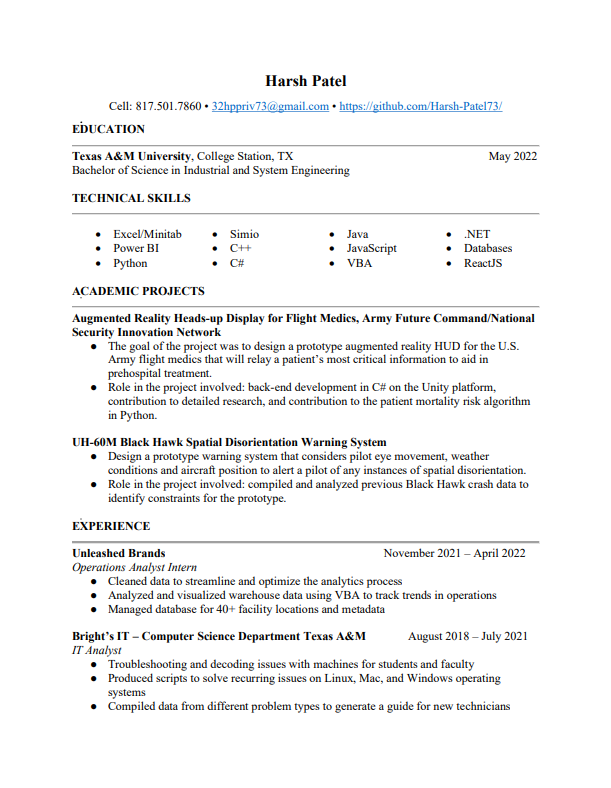 Harsh Patel
Cell: 817.501.7860 • 32hppriv73@gmail.com • https://github.com/Harsh-Patel73/
EDUCATION
Texas A&M University, College Station, TX May 2022
Bachelor of Science in Industrial and System Engineering
TECHNICAL SKILLS
● Excel/Minitab ● Simio ● Java ● .NET
● Power BI ● C++ ● JavaScript ● Databases
● Python ● C# ● VBA ● ReactJS
ACADEMIC PROJECTS
Augmented Reality Heads-up Display for Flight Medics, Army Future Command/National
Security Innovation Network
● The goal of the project was to design a prototype augmented reality HUD for the U.S.
Army flight medics that will relay a patient’s most critical information to aid in
prehospital treatment.
● Role in the project involved: back-end development in C# on the Unity platform,
contribution to detailed research, and contribution to the patient mortality risk algorithm
in Python.
UH-60M Black Hawk Spatial Disorientation Warning System
● Design a prototype warning system that considers pilot eye movement, weather
conditions and aircraft position to alert a pilot of any instances of spatial disorientation.
● Role in the project involved: compiled and analyzed previous Black Hawk crash data to
identify constraints for the prototype.
EXPERIENCE
Unleashed Brands November 2021 – April 2022
Operations Analyst Intern
● Cleaned data to streamline and optimize the analytics process
● Analyzed and visualized warehouse data using VBA to track trends in operations
● Managed database for 40+ facility locations and metadata
Bright’s IT – Computer Science Department Texas A&M August 2018 – July 2021
IT Analyst
● Troubleshooting and decoding issues with machines for students and faculty
● Produced scripts to solve recurring issues on Linux, Mac, and Windows operating
systems
● Compiled data from different problem types to generate a guide for new technicians